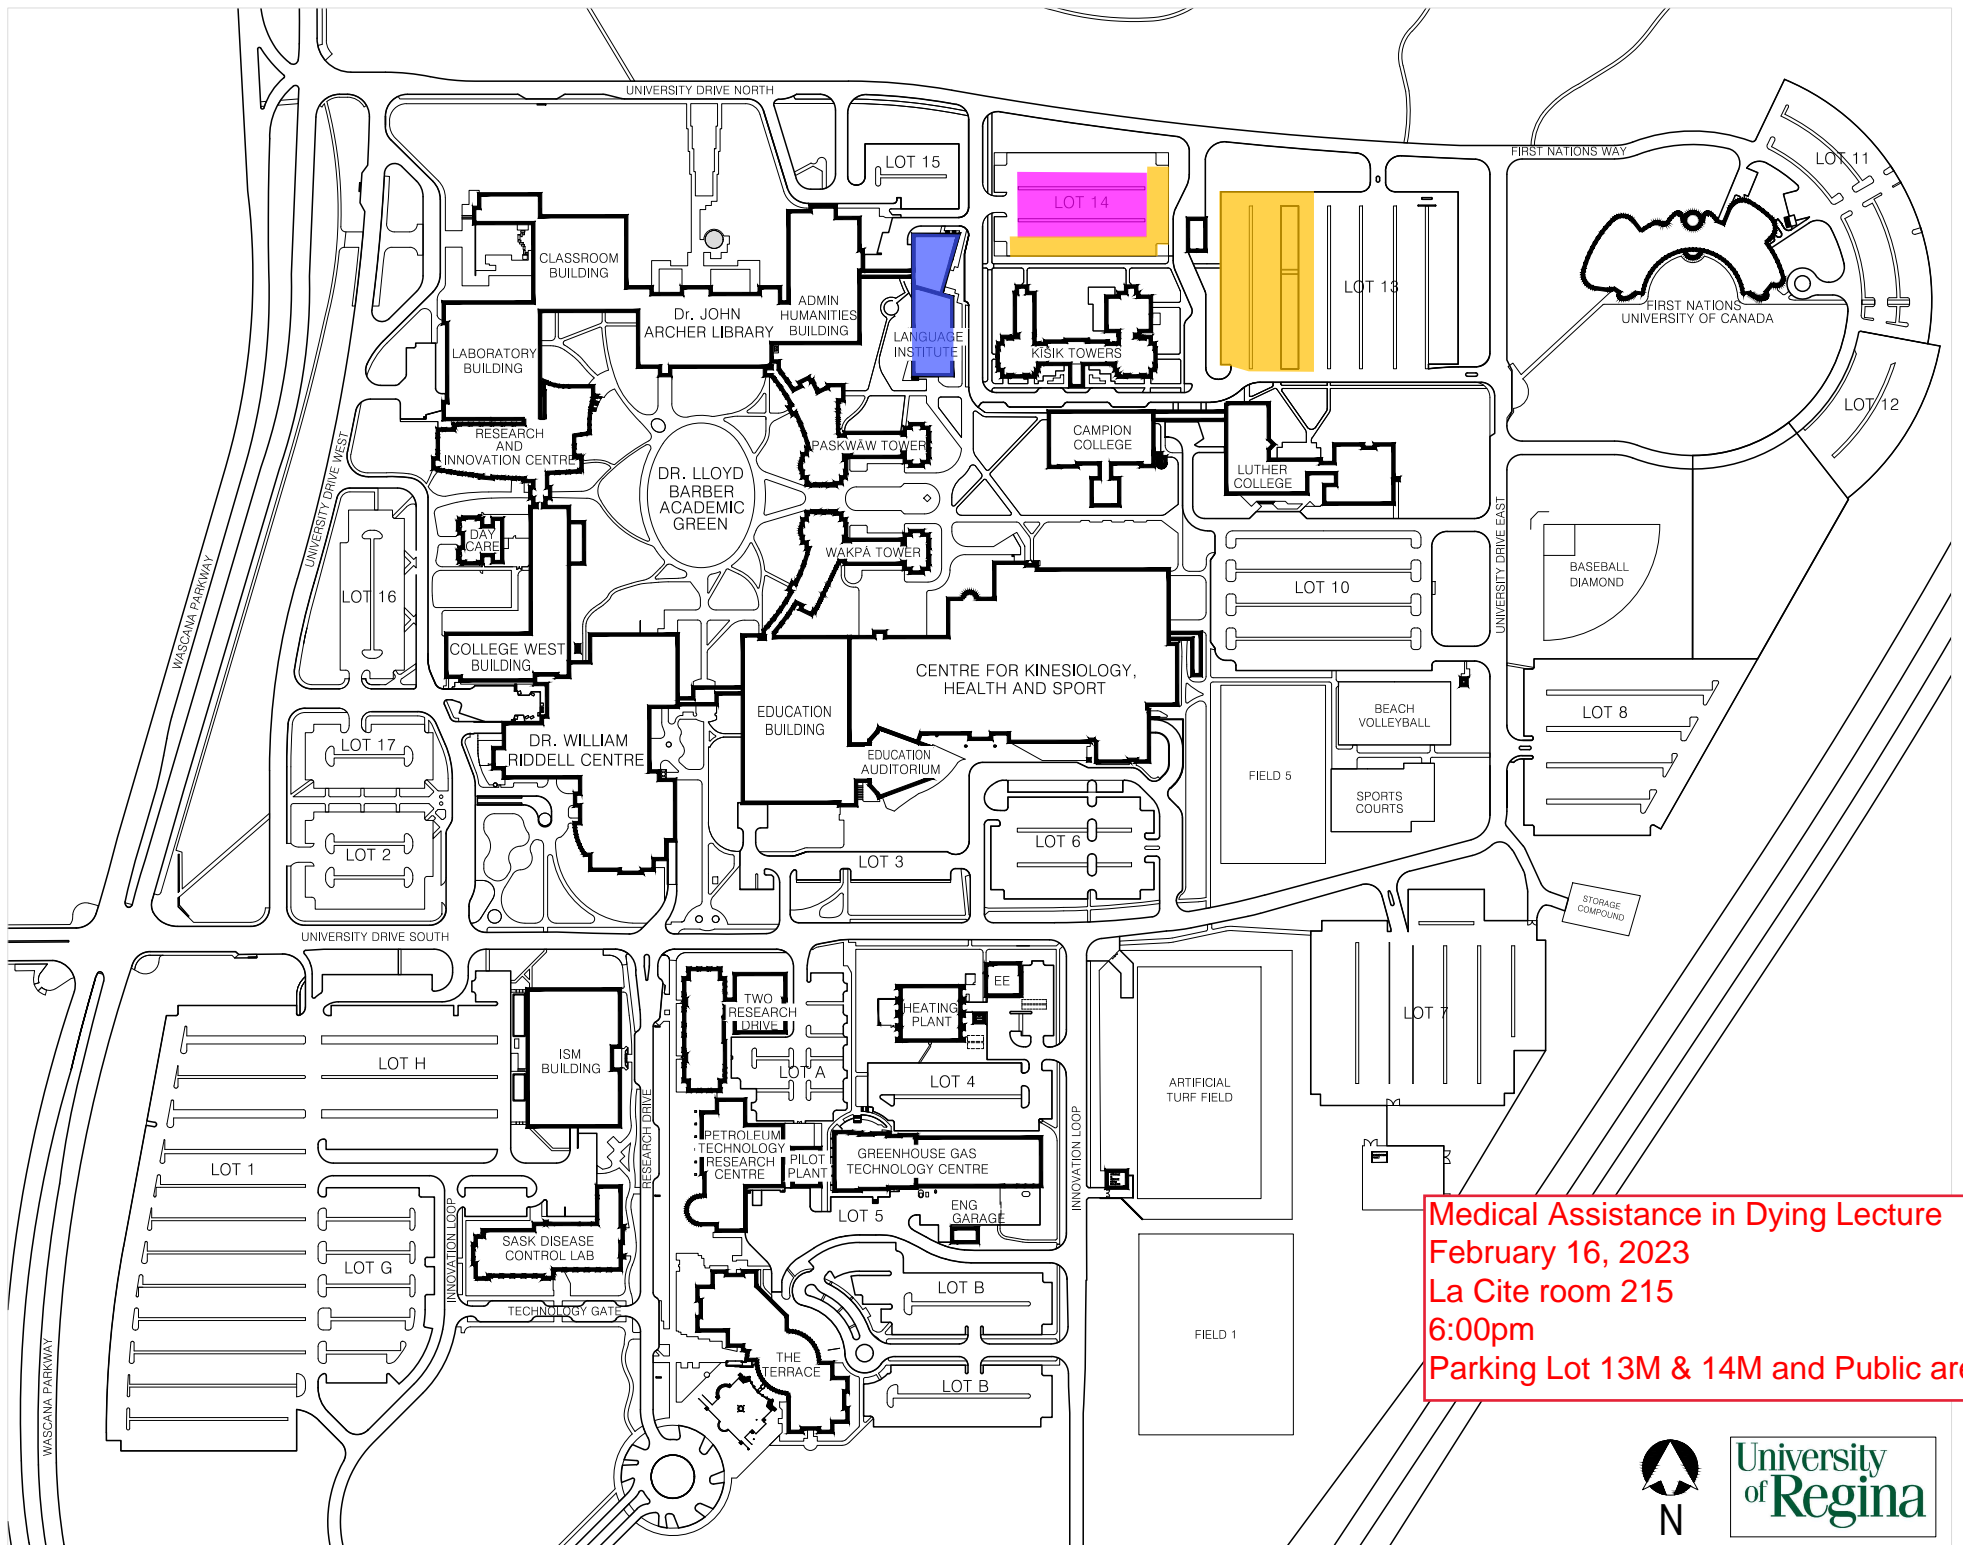 UNIVERSITY DRIVE NORTH
FIRST NATIONS WAY
LOT 11
LOT 15
LOT 14
CLASSROOM
BUILDING
Dr. JOHN
ARCHER LIBRARY
ADMIN
HUMANITIES
BUILDING
LOT 13
FIRST NATIONS
UNIVERSITY OF CANADA
LANGUAGE
INSTITUTE
KĪSIK TOWERS
LABORATORY
BUILDING
LOT 12
RESEARCH
AND
INNOVATION CENTRE
PASKWĀW TOWER
CAMPION
COLLEGE
LUTHER
COLLEGE
DR. LLOYD
BARBER
ACADEMIC
GREEN
UNIVERSITY DRIVE WEST
UNIVERSITY DRIVE EAST
DAY
CARE
WAKPĀ TOWER
BASEBALL
DIAMOND
LOT 16
LOT 10
WASCANA PARKWAY
COLLEGE WEST
BUILDING
CENTRE FOR KINESIOLOGY,
HEALTH AND SPORT
EDUCATION
BUILDING
BEACH
VOLLEYBALL
LOT 8
LOT 17
DR. WILLIAM
RIDDELL CENTRE
EDUCATION
AUDITORIUM
FIELD 5
SPORTS
COURTS
LOT 2
LOT 3
LOT 6
STORAGE
COMPOUND
UNIVERSITY DRIVE SOUTH
TWO
RESEARCH
DRIVE
EE
HEATING
PLANT
LOT 7
LOT H
ISM
BUILDING
LOT A
LOT 4
ARTIFICIAL
TURF FIELD
RESEARCH DRIVE
INNOVATION LOOP
PETROLEUM
TECHNOLOGY
RESEARCH
CENTRE
PILOT
PLANT
GREENHOUSE GAS
TECHNOLOGY CENTRE
LOT 1
LOT 5
ENG
GARAGE
INNOVATION LOOP
SASK DISEASE
CONTROL LAB
LOT G
LOT B
TECHNOLOGY GATE
FIELD 1
THE
TERRACE
LOT B
WASCANA PARKWAY
Medical Assistance in Dying Lecture
February 16, 2023
La Cite room 215
6:00pm
Parking Lot 13M & 14M and Public are
N
University
of Regina